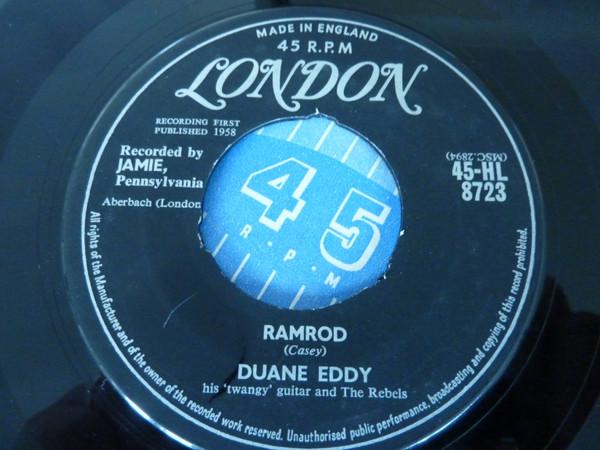 MADE IN ENGLAND
45 R.P.M
LONDON
RECORDING FIRST
PUBLISHED 1958
Recorded by
JAMIE,
Pennsylvania
Aberbach (London
(MSC.2894)
45-HL
8723
45
R.P.M
RAMROD
(Casey)
DUANE EDDY
his 'twangy' guitar and The Rebels
All rights of the Manufacturer and of the owner of the recorded work reserved. Unauthorised public performance, broadcasting and copying of this record prohibited.